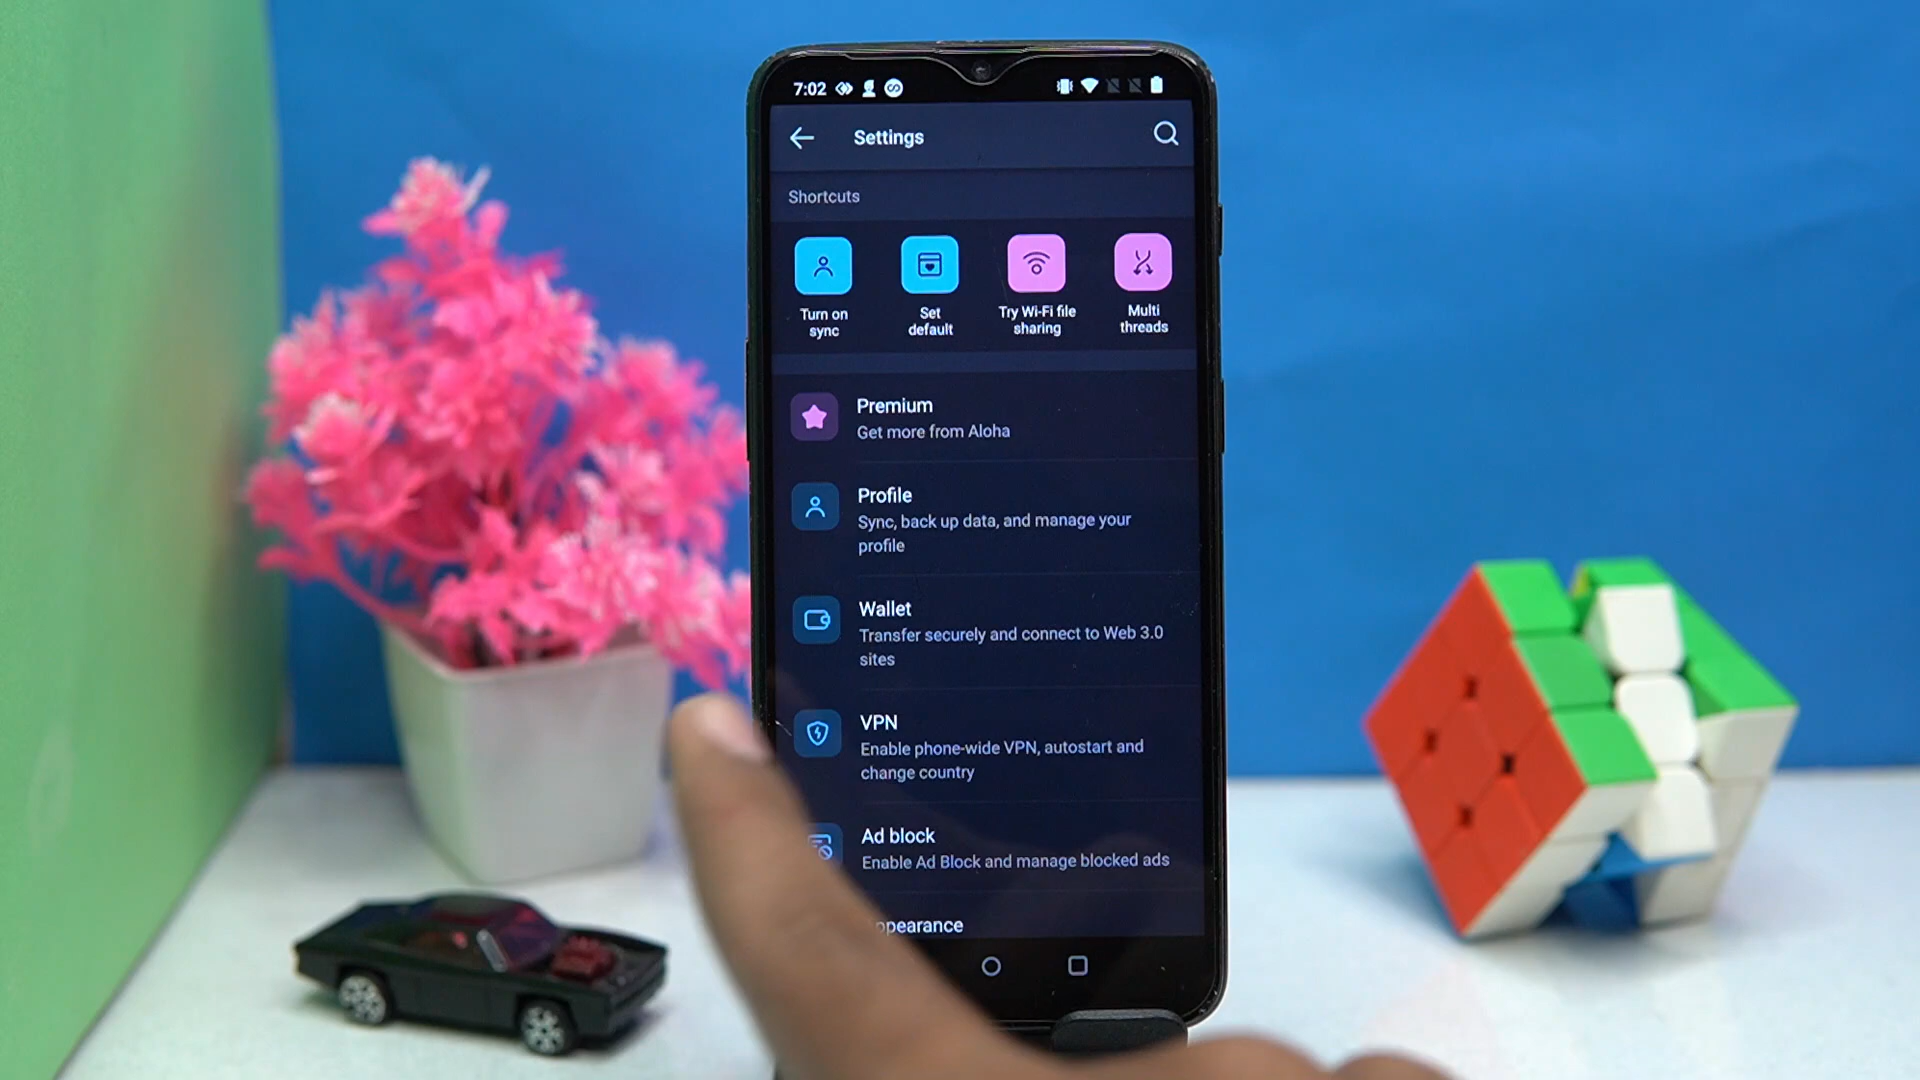 7:02
Settings
Shortcuts
Turn on
sync
Set
default
Try Wi-Fi file
sharing
Multi
threads
Premium
Get more from Aloha
Profile
Sync, back up data, and manage your
profile
Wallet
Transfer securely and connect to Web 3.0
sites
VPN
Enable phone-wide VPN, autostart and
change country
Ad block
Enable Ad Block and manage blocked ads
ppearance